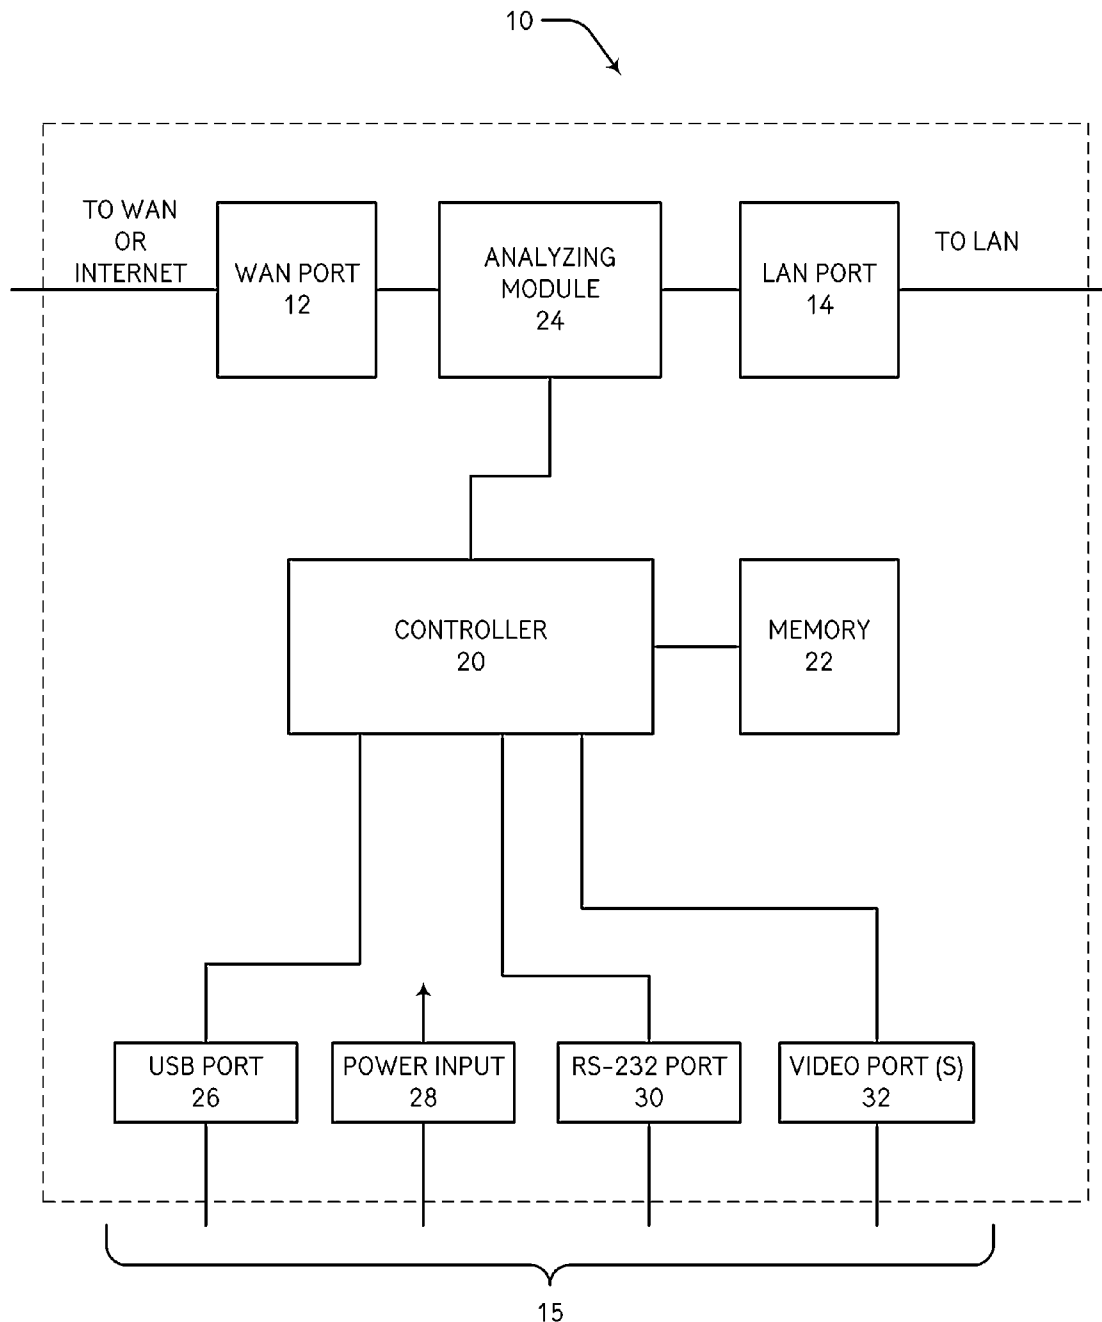 10
TO WAN
OR
INTERNET
WAN PORT
12
ANALYZING
MODULE
24
LAN PORT
14
TO LAN
CONTROLLER
20
MEMORY
22
USB PORT
26
POWER INPUT
28
RS-232 PORT
30
VIDEO PORT (S)
32
15